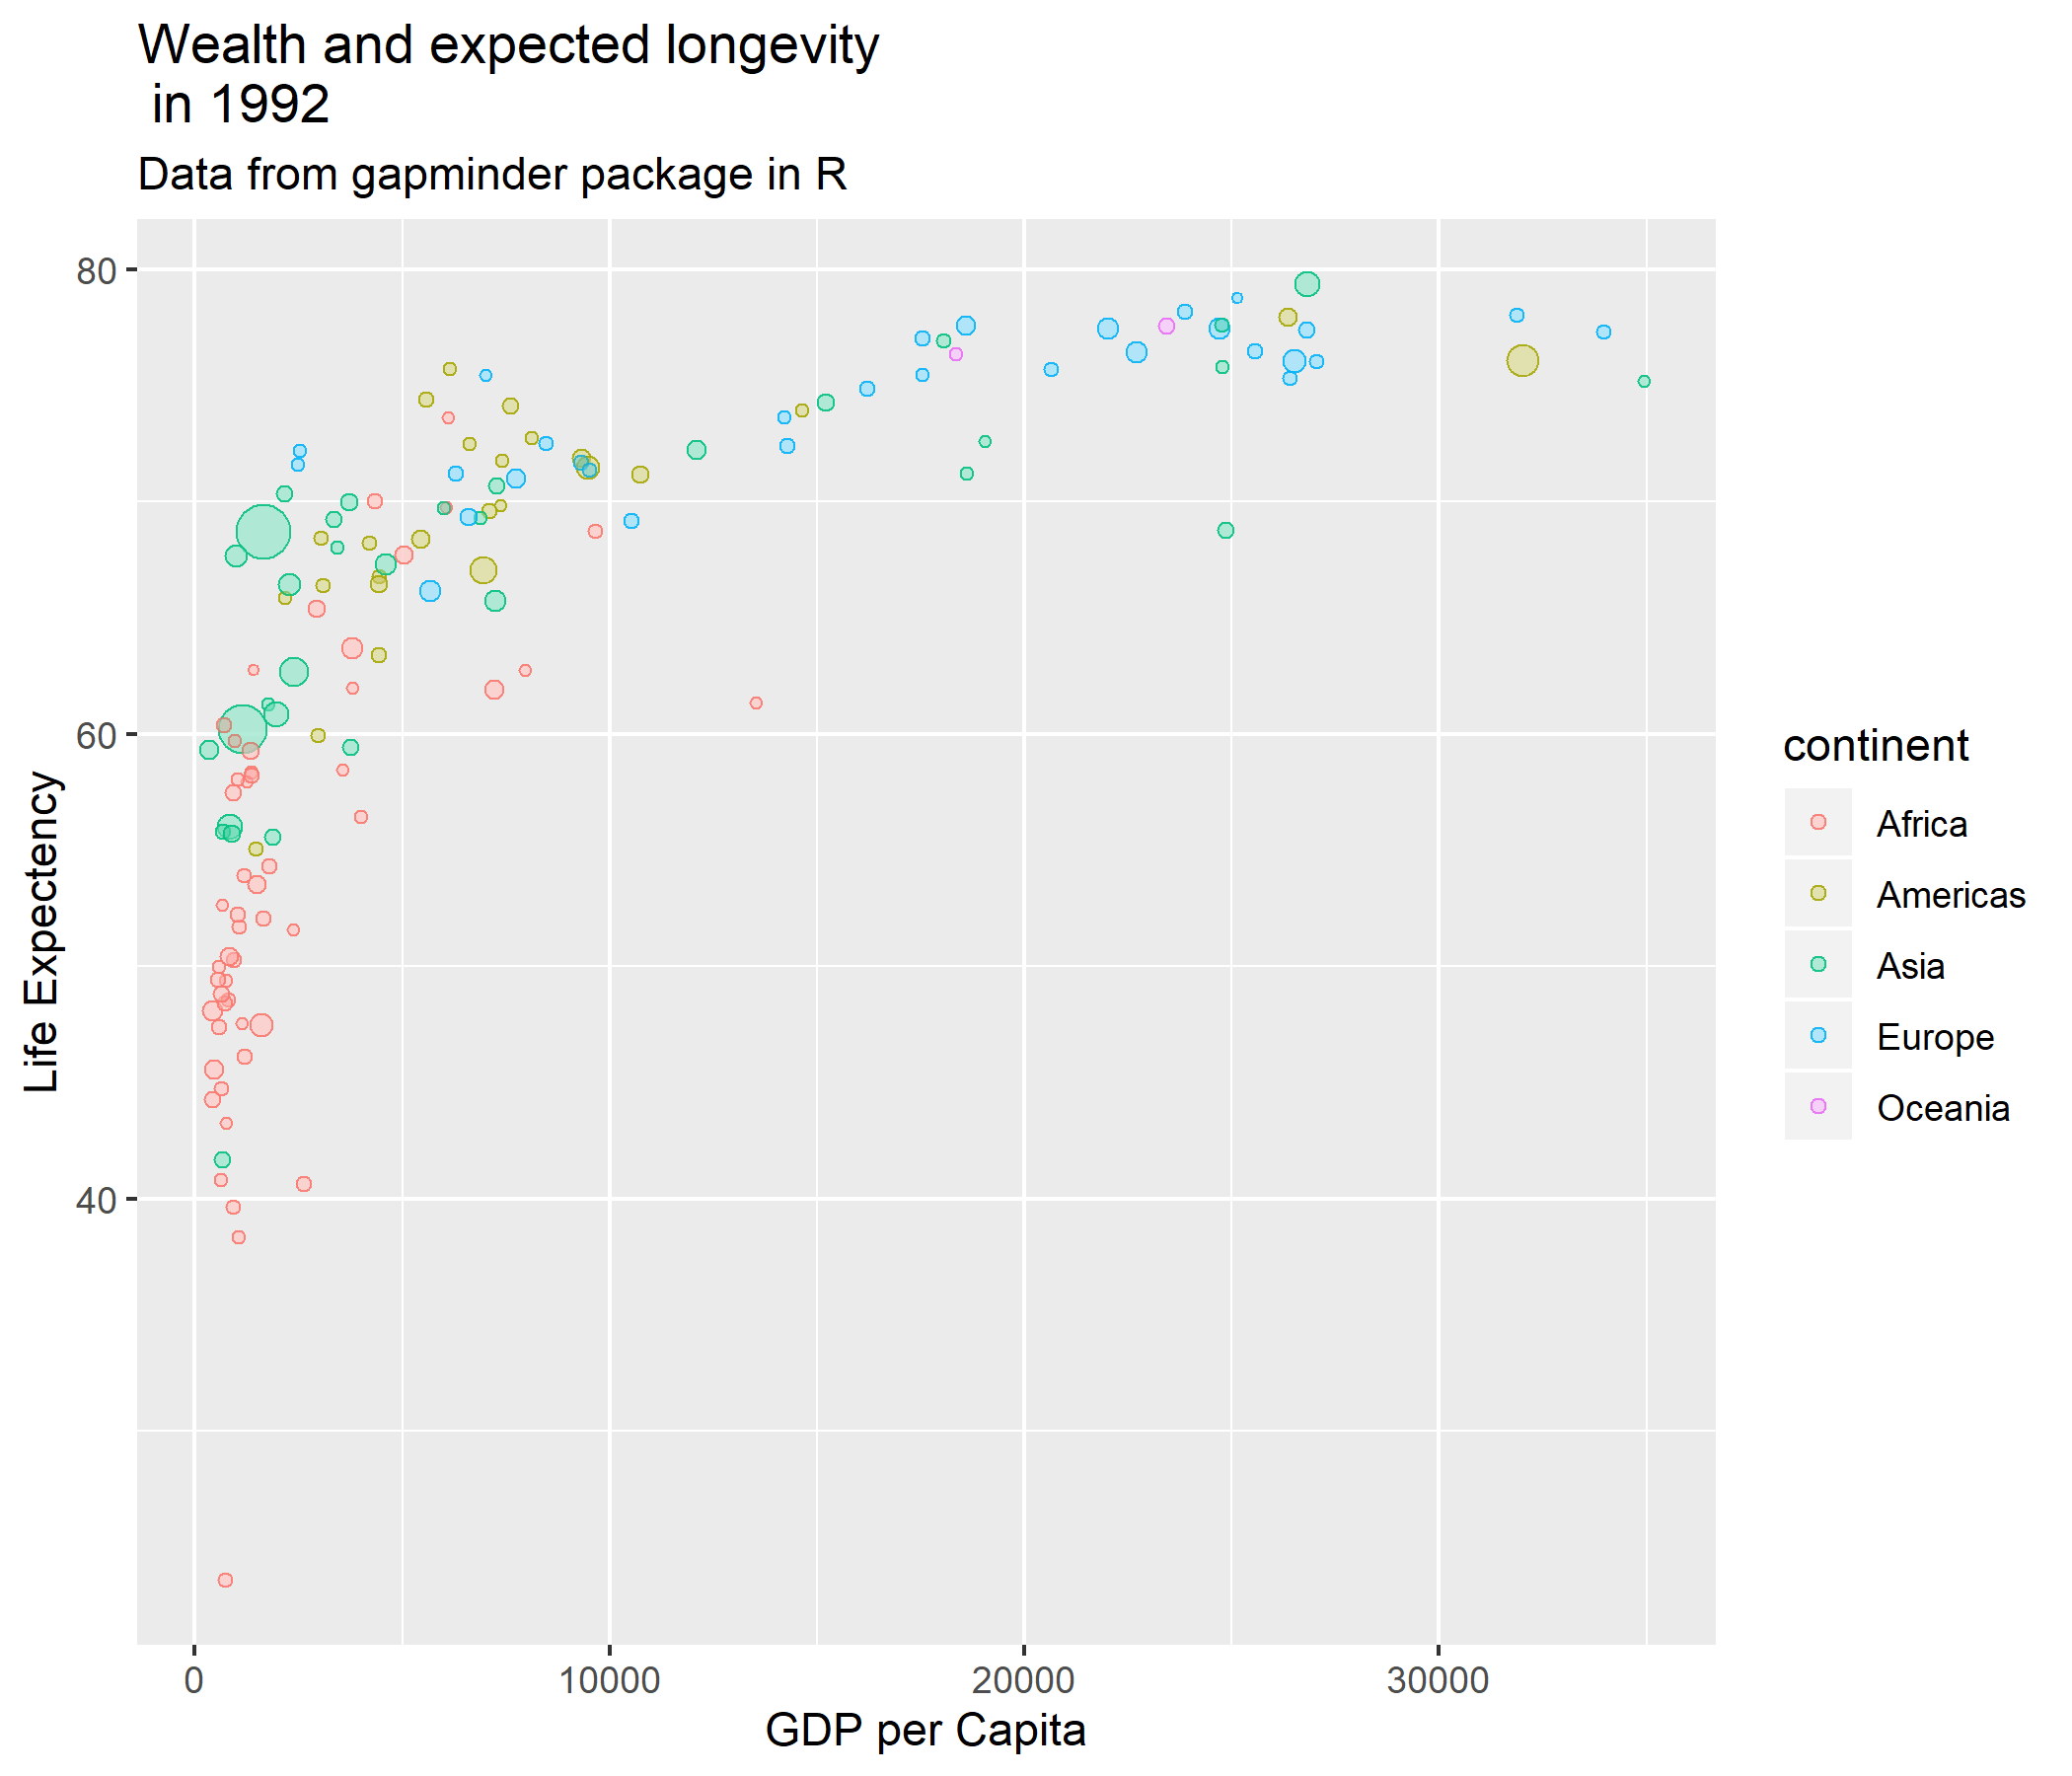 Wealth and expected longevity
in 1992
Data from gapminder package in R
80
60
40
Life Expectency
0
10000
20000
30000
GDP per Capita
continent
Africa
Americas
Asia
Europe
Oceania